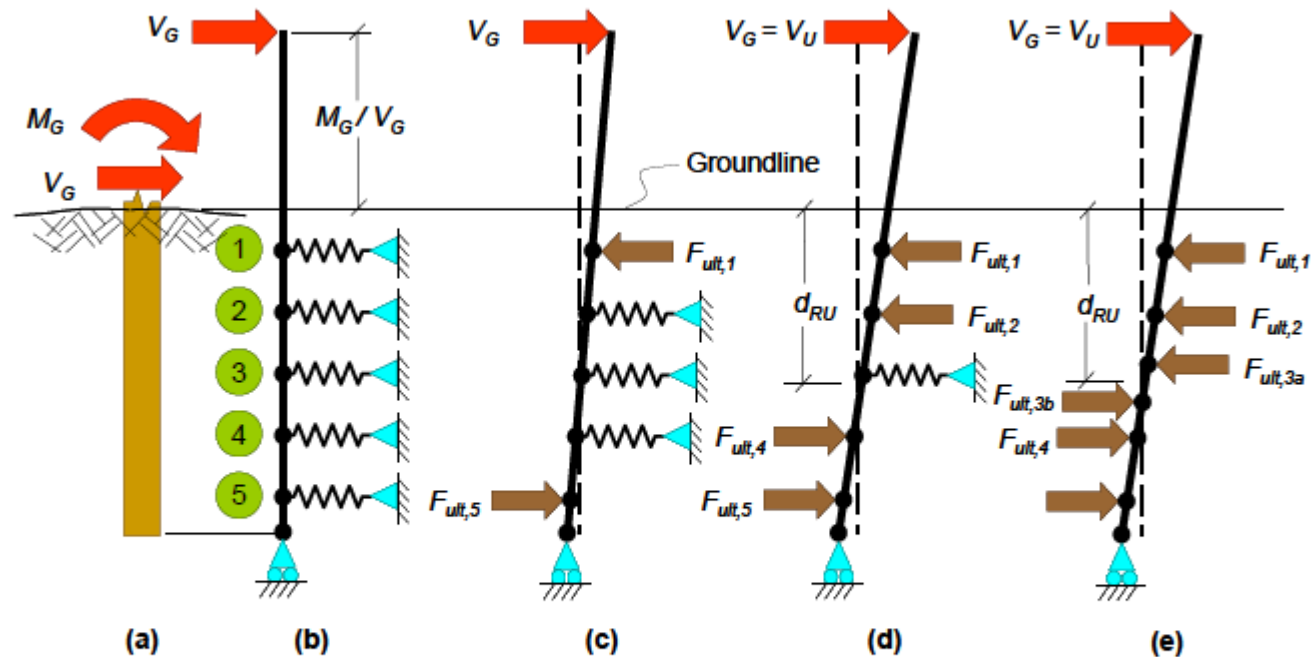 V_G
V_G
V_G = V_U
V_G = V_U
M_G / V_G
M_G
V_G
Groundline
1
2
3
4
5
F_ult,1
F_ult,5
d_RU
F_ult,1
F_ult,2
F_ult,4
F_ult,5
d_RU
F_ult,1
F_ult,2
F_ult,3a
F_ult,3b
F_ult,4
(a)
(b)
(c)
(d)
(e)